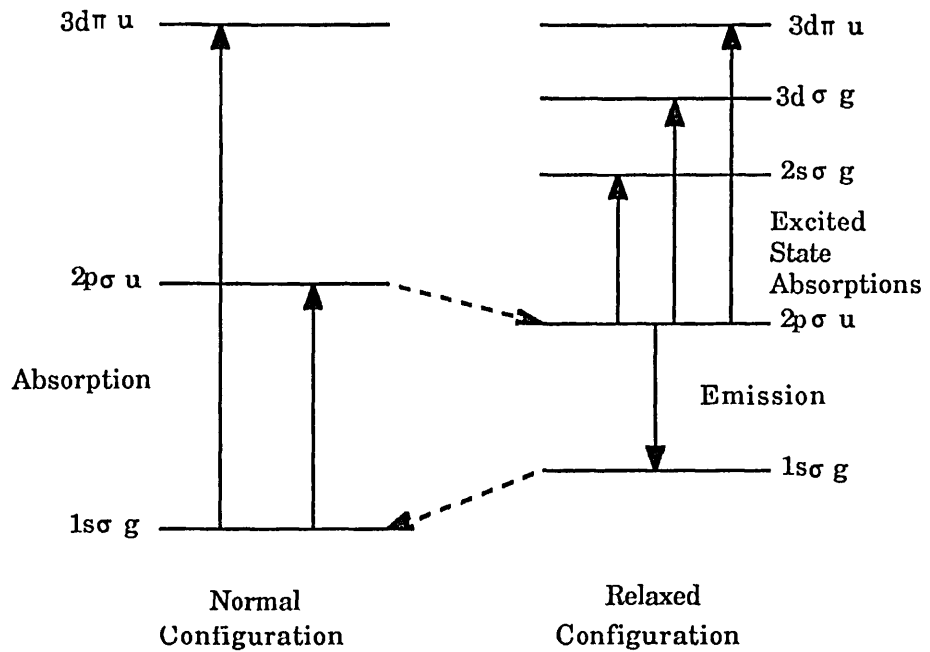 3dπ u
2pσ u
Absorption
1sσ g
Normal
Configuration
3dπ u
3dσ g
2sσ g
Excited
State
Absorptions
2pσ u
Emission
1sσ g
Relaxed
Configuration